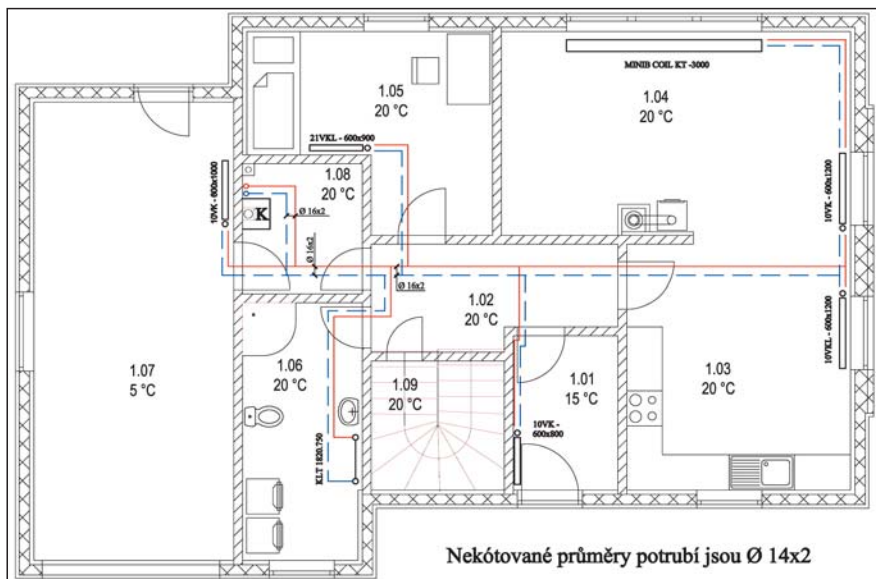 MINIB COIL KT -3000
1.05
20 °C
1.04
20 °C
21VKL - 600x900
1.08
20 °C
10VK - 600x1000
K
Ø 16x2
10VK - 600x1200
Ø 16x2
Ø 16x2
1.02
20 °C
10VKL - 600x1200
1.07
5 °C
1.06
20 °C
1.09
20 °C
1.01
15 °C
1.03
20 °C
KLT 1820.750
10VK -
600x800
Nekótované průměry potrubí jsou Ø 14x2